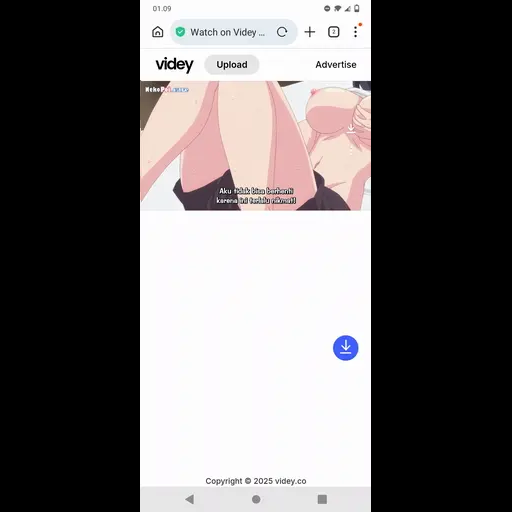 01.09
2
Watch on Videy ...
videy
Upload
Advertise
NekoPoi.care
Aku tidak bisa berhenti
karena ini terlalu nikmat!
Copyright © 2025 videy.co